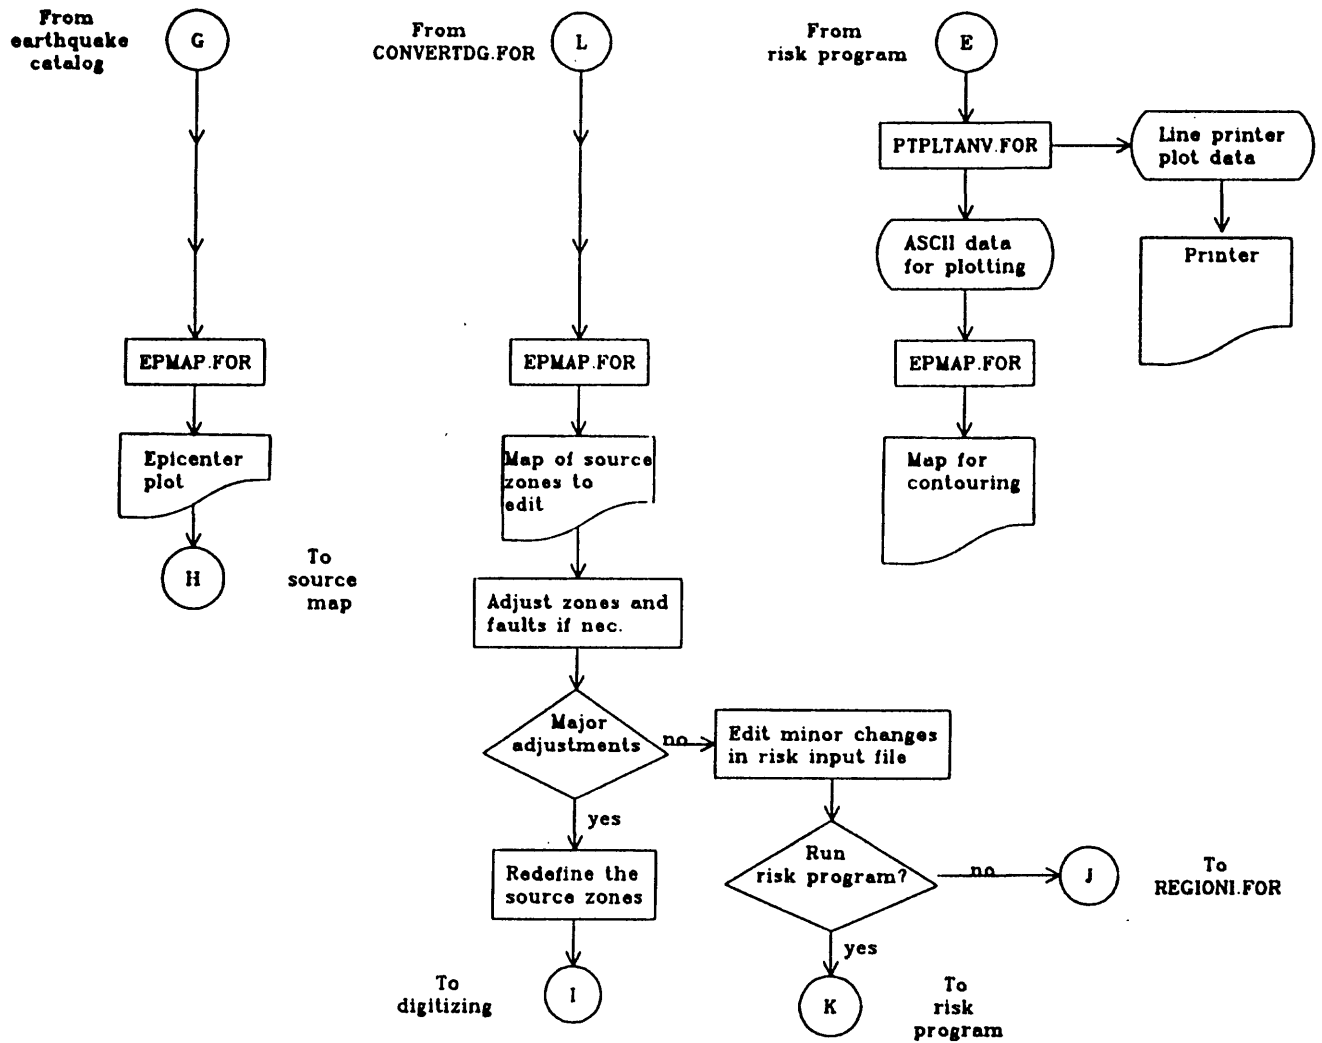 From
earthquake
catalog
G
EPMAP.FOR
Epicenter
plot
H
To
source
map
From
CONVERTDG.FOR
L
EPMAP.FOR
Map of source
zones to
edit
Adjust zones and
faults if nec.
Major
adjustments
no
Edit minor changes
in risk input file
yes
Redefine the
source zones
To
digitizing
I
Run
risk program?
no
J
To
REGIONI.FOR
yes
K
To
risk
program
From
risk program
E
PTPLTANV.FOR
Line printer
plot data
Printer
ASCII data
for plotting
EPMAP.FOR
Map for
contouring